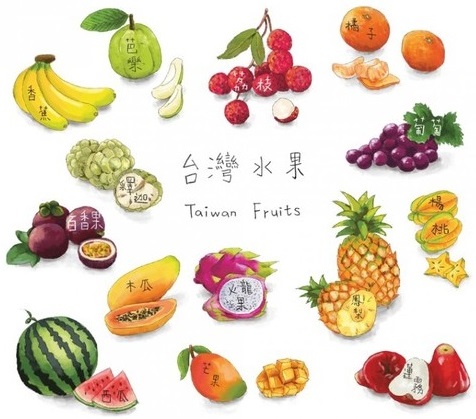 香蕉
芭樂
荔枝
橘子
葡萄
釋迦
台灣水果
Taiwan Fruits
百香果
楊桃
木瓜
火龍
果
鳳梨
西瓜
芒果
蓮霧